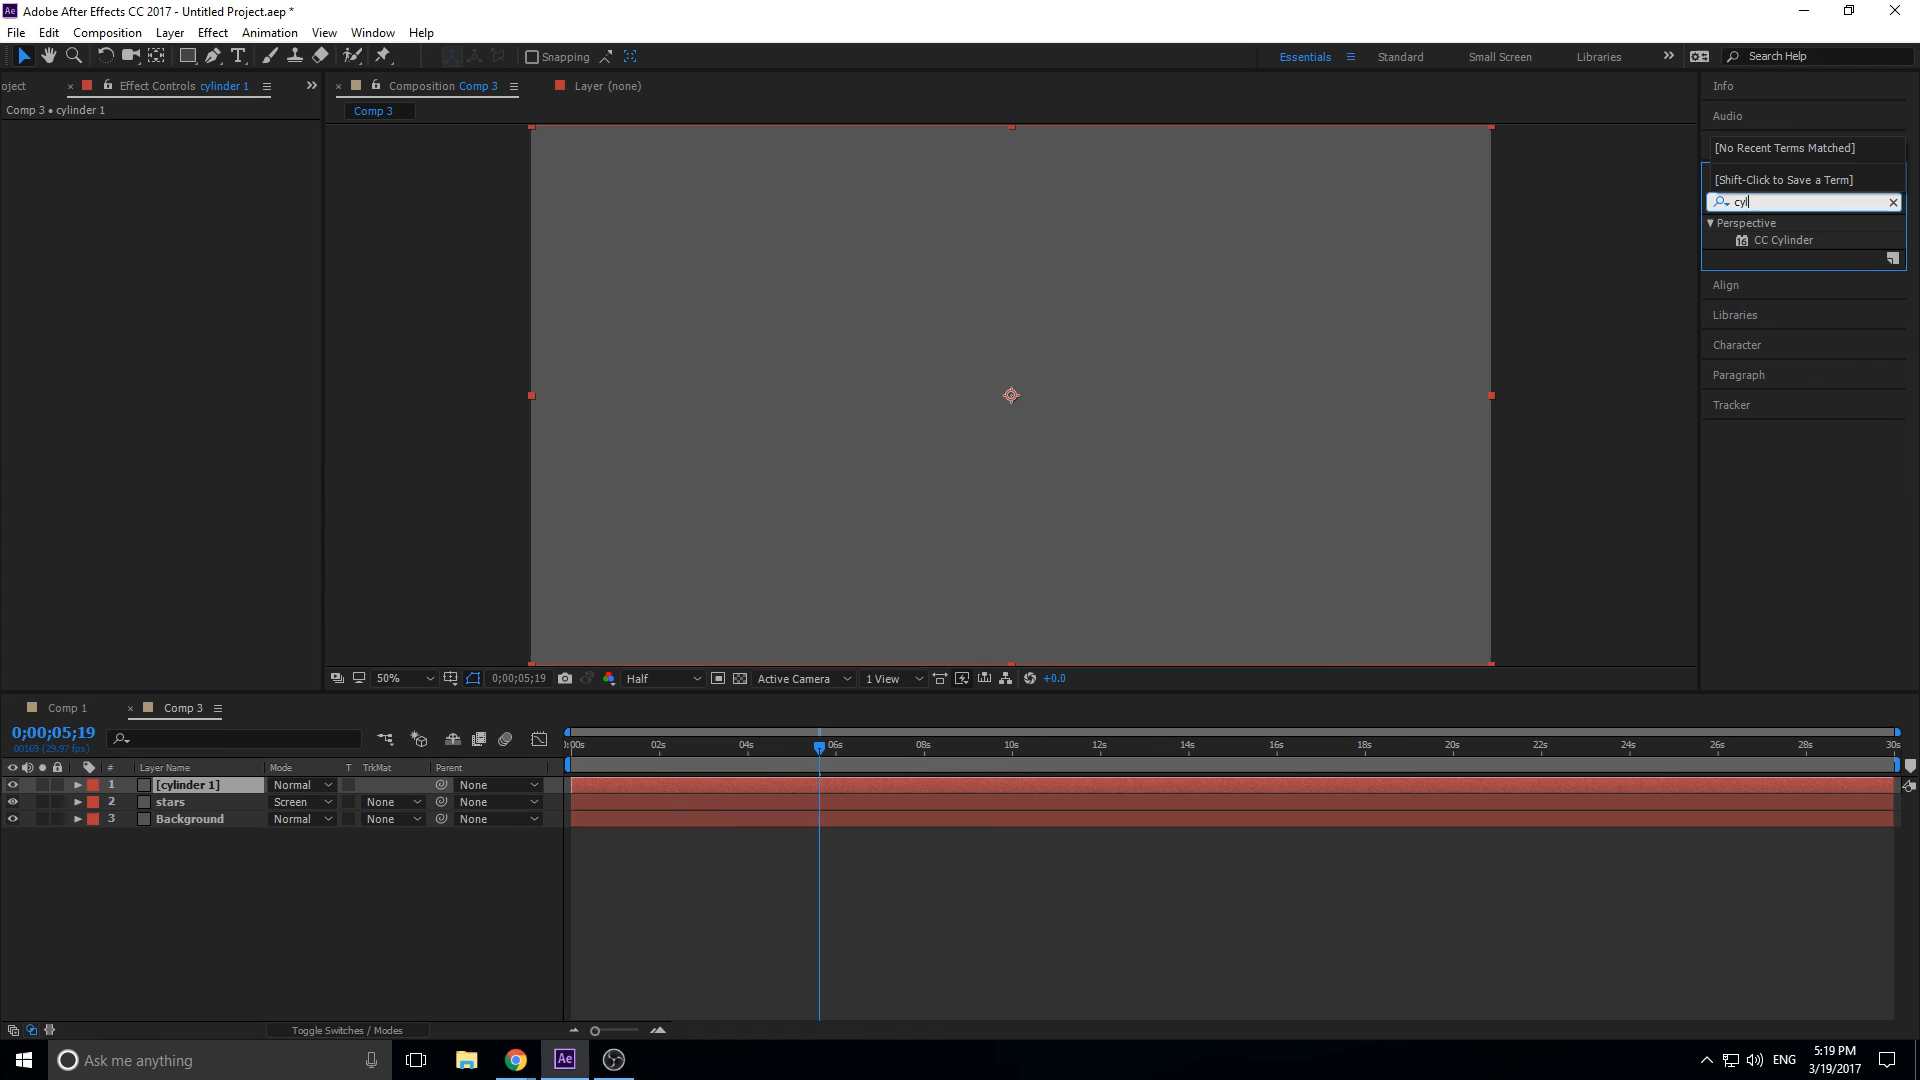 Adobe After Effects CC 2017 - Untitled Project.aep *
File Edit Composition Layer Effect Animation View Window Help
Snapping
Essentials Standard Small Screen Libraries Search Help
oject Effect Controls cylinder 1
Composition Comp 3 Layer (none)
Comp 3 • cylinder 1
Comp 3
Info
Audio
[No Recent Terms Matched]
[Shift-Click to Save a Term]
cyl
Perspective
CC Cylinder
Align
Libraries
Character
Paragraph
Tracker
50% 0;00;05;19 Half Active Camera 1 View +0.0
Comp 1 Comp 3
0;00;05;19
00169 (29.97 fps)
:00s 02s 04s 06s 08s 10s 12s 14s 16s 18s 20s 22s 24s 26s 28s 30s
# Layer Name Mode T TrkMat Parent
1 [cylinder 1] Normal None
2 stars Screen None None
3 Background Normal None None
Toggle Switches / Modes
Ask me anything
Ae
ENG
5:19 PM
3/19/2017